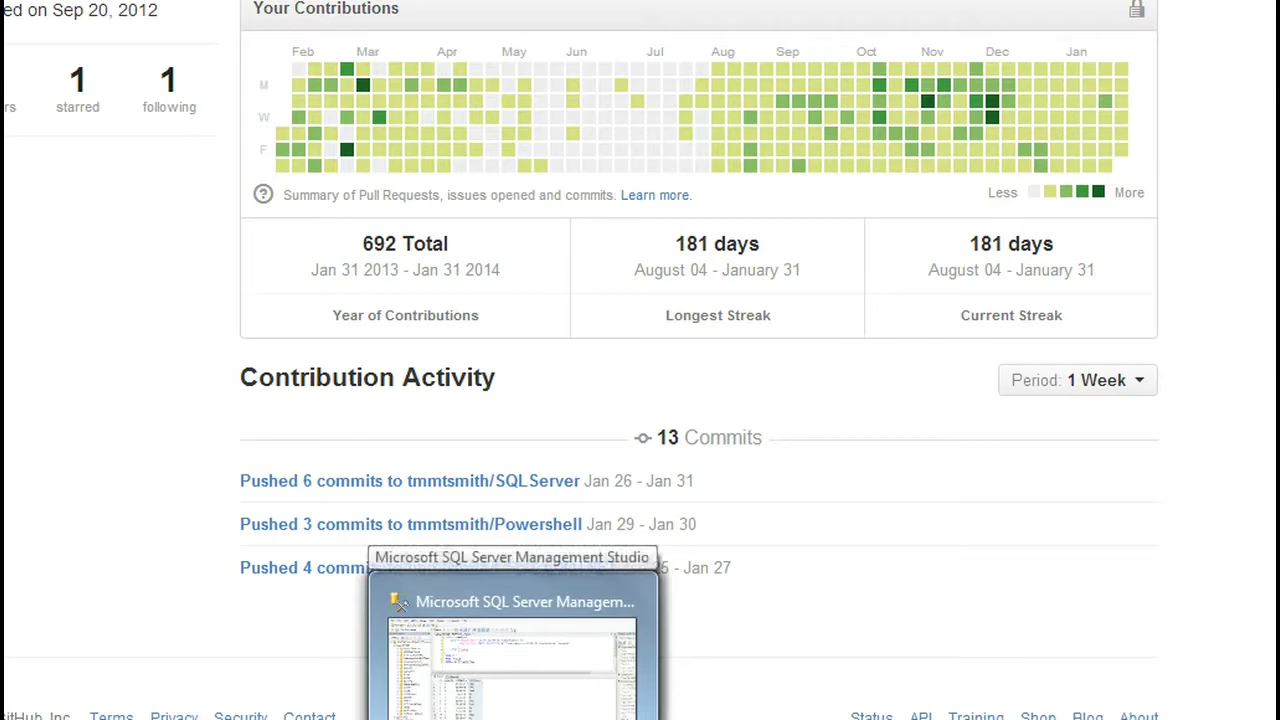 ed on Sep 20, 2012
Your Contributions
Feb Mar Apr May Jun Jul Aug Sep Oct Nov Dec Jan
M
W
F
1 1
rs starred following
? Summary of Pull Requests, issues opened and commits. Learn more.
Less More
692 Total 181 days 181 days
Jan 31 2013 - Jan 31 2014 August 04 - January 31 August 04 - January 31
Year of Contributions Longest Streak Current Streak
Contribution Activity
Period: 1 Week
13 Commits
Pushed 6 commits to tmmtsmith/SQLServer Jan 26 - Jan 31
Pushed 3 commits to tmmtsmith/Powershell Jan 29 - Jan 30
Pushed 4 commi 5 - Jan 27
Microsoft SQL Server Management Studio
Microsoft SQL Server Managem...
itHub, Inc. Terms Privacy Security Contact Status API Training Shop Blog About